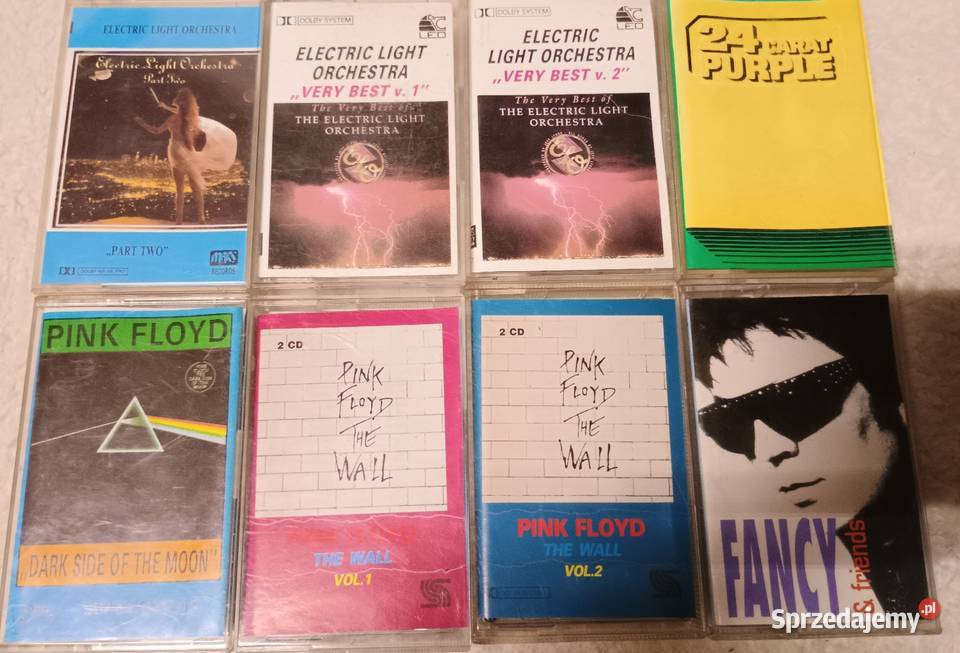 ELECTRIC LIGHT ORCHESTRA
Electric Light Orchestra
Part Two
„PART TWO"
RECORDS
DOLBY SYSTEM
LEO
ELECTRIC LIGHT
ORCHESTRA
„VERY BEST v. 1"
The Very Best of
THE ELECTRIC LIGHT
ORCHESTRA
DOLBY SYSTEM
LEO
ELECTRIC
LIGHT ORCHESTRA
„VERY BEST v. 2"
The Very Best of
THE ELECTRIC LIGHT
ORCHESTRA
24 CARAT
PURPLE
PINK FLOYD
„DARK SIDE OF THE MOON"
2 CD
PINK
FLOYD
THE
WALL
THE WALL
VOL.1
2 CD
PINK
FLOYD
THE
WALL
PINK FLOYD
THE WALL
VOL.2
FANCY
& friends
Sprzedajemy.pl